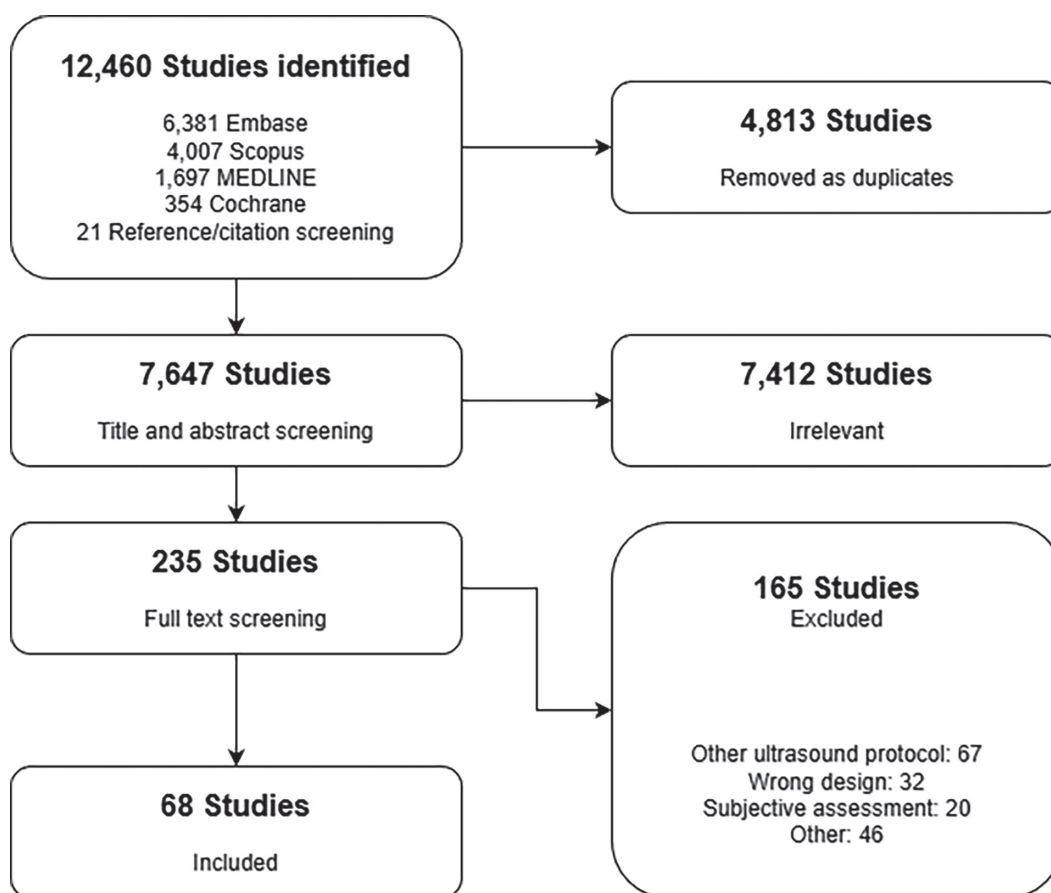 12,460 Studies identified
6,381 Embase
4,007 Scopus
1,697 MEDLINE
354 Cochrane
21 Reference/citation screening
4,813 Studies
Removed as duplicates
7,647 Studies
Title and abstract screening
7,412 Studies
Irrelevant
235 Studies
Full text screening
165 Studies
Excluded
Other ultrasound protocol: 67
Wrong design: 32
Subjective assessment: 20
Other: 46
68 Studies
Included